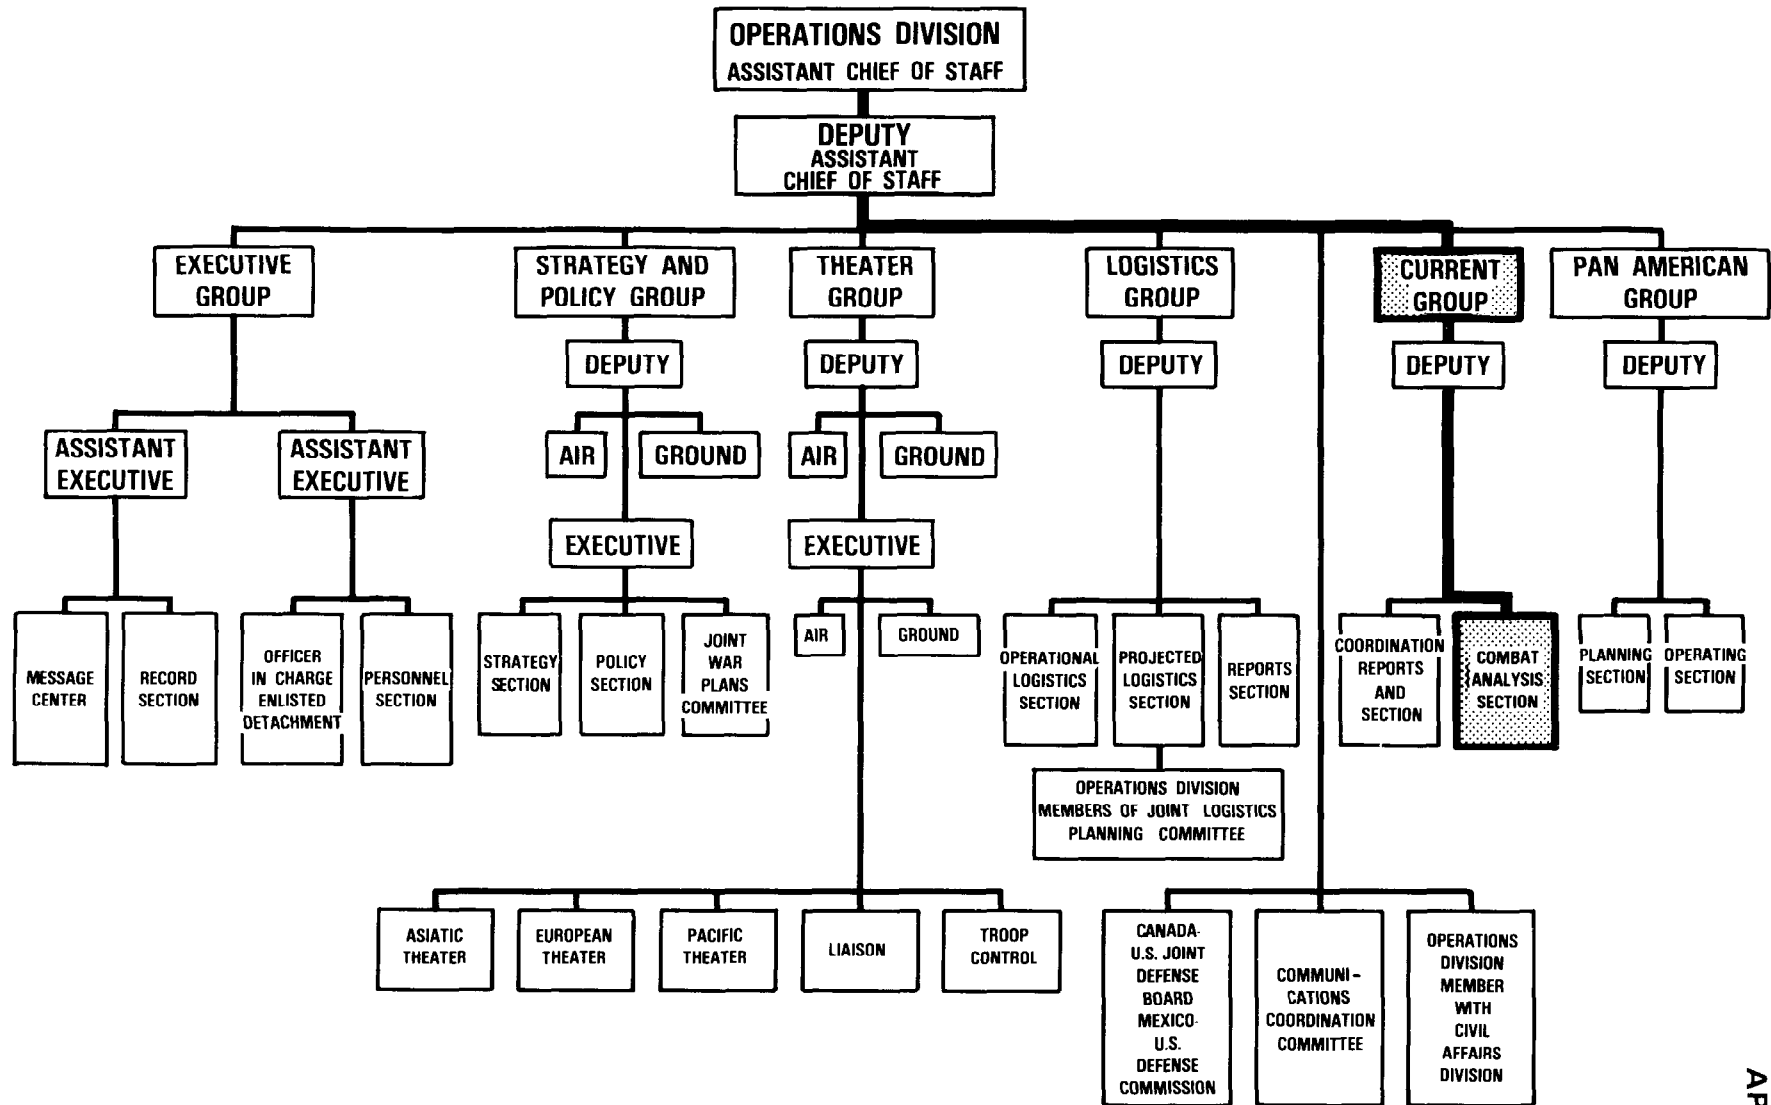 OPERATIONS DIVISION
ASSISTANT CHIEF OF STAFF
DEPUTY
ASSISTANT
CHIEF OF STAFF
EXECUTIVE
GROUP
STRATEGY AND
POLICY GROUP
THEATER
GROUP
LOGISTICS
GROUP
CURRENT
GROUP
PAN AMERICAN
GROUP
DEPUTY
DEPUTY
DEPUTY
DEPUTY
DEPUTY
ASSISTANT
EXECUTIVE
ASSISTANT
EXECUTIVE
AIR
GROUND
AIR
GROUND
EXECUTIVE
EXECUTIVE
MESSAGE
CENTER
RECORD
SECTION
OFFICER
IN CHARGE
ENLISTED
DETACHMENT
PERSONNEL
SECTION
STRATEGY
SECTION
POLICY
SECTION
JOINT
WAR
PLANS
COMMITTEE
AIR
GROUND
OPERATIONAL
LOGISTICS
SECTION
PROJECTED
LOGISTICS
SECTION
REPORTS
SECTION
COORDINATION
REPORTS
AND
SECTION
COMBAT
ANALYSIS
SECTION
PLANNING
SECTION
OPERATING
SECTION
OPERATIONS DIVISION
MEMBERS OF JOINT LOGISTICS
PLANNING COMMITTEE
ASIATIC
THEATER
EUROPEAN
THEATER
PACIFIC
THEATER
LIAISON
TROOP
CONTROL
CANADA-
U.S. JOINT
DEFENSE
BOARD
MEXICO-
U.S.
DEFENSE
COMMISSION
COMMUNI-
CATIONS
COORDINATION
COMMITTEE
OPERATIONS
DIVISION
MEMBER
WITH
CIVIL
AFFAIRS
DIVISION